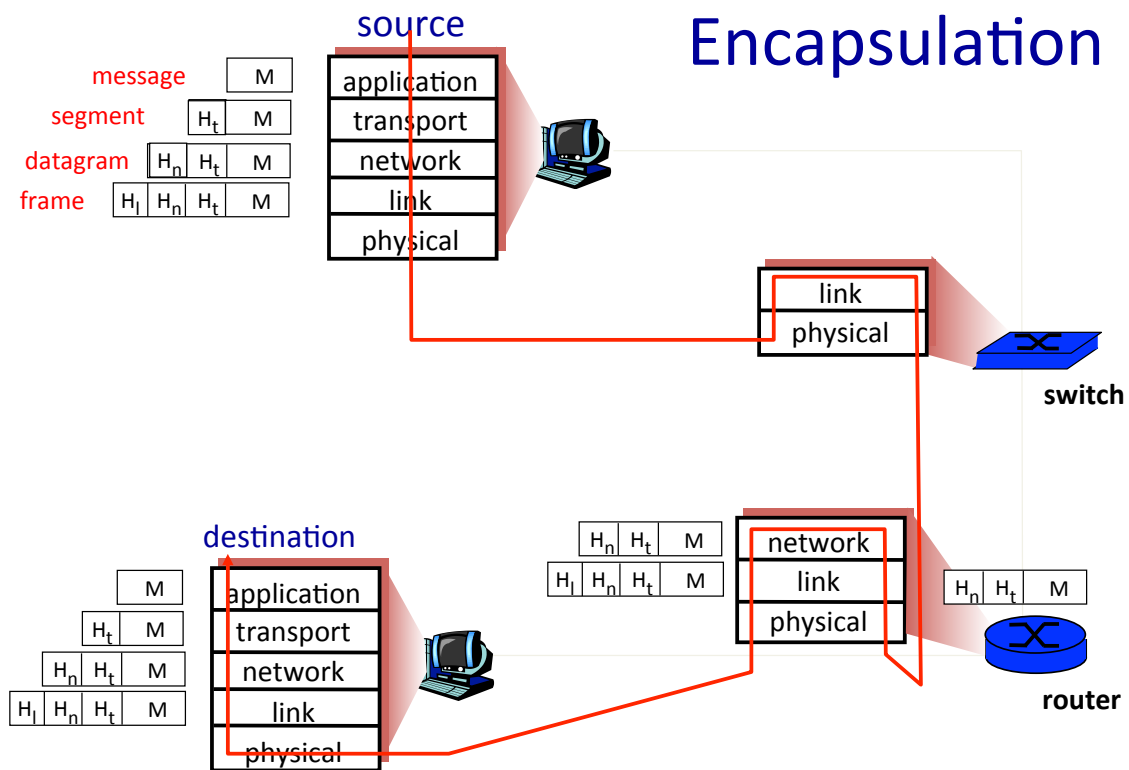 source
Encapsulation
message M application
segment Ht M transport
datagram Hn Ht M network
frame Hl Hn Ht M link
physical
link
physical
switch
destination
Hn Ht M network
Hl Hn Ht M link
Hn Ht M
physical
M application
Ht M transport
Hn Ht M network
Hl Hn Ht M link
router
physical